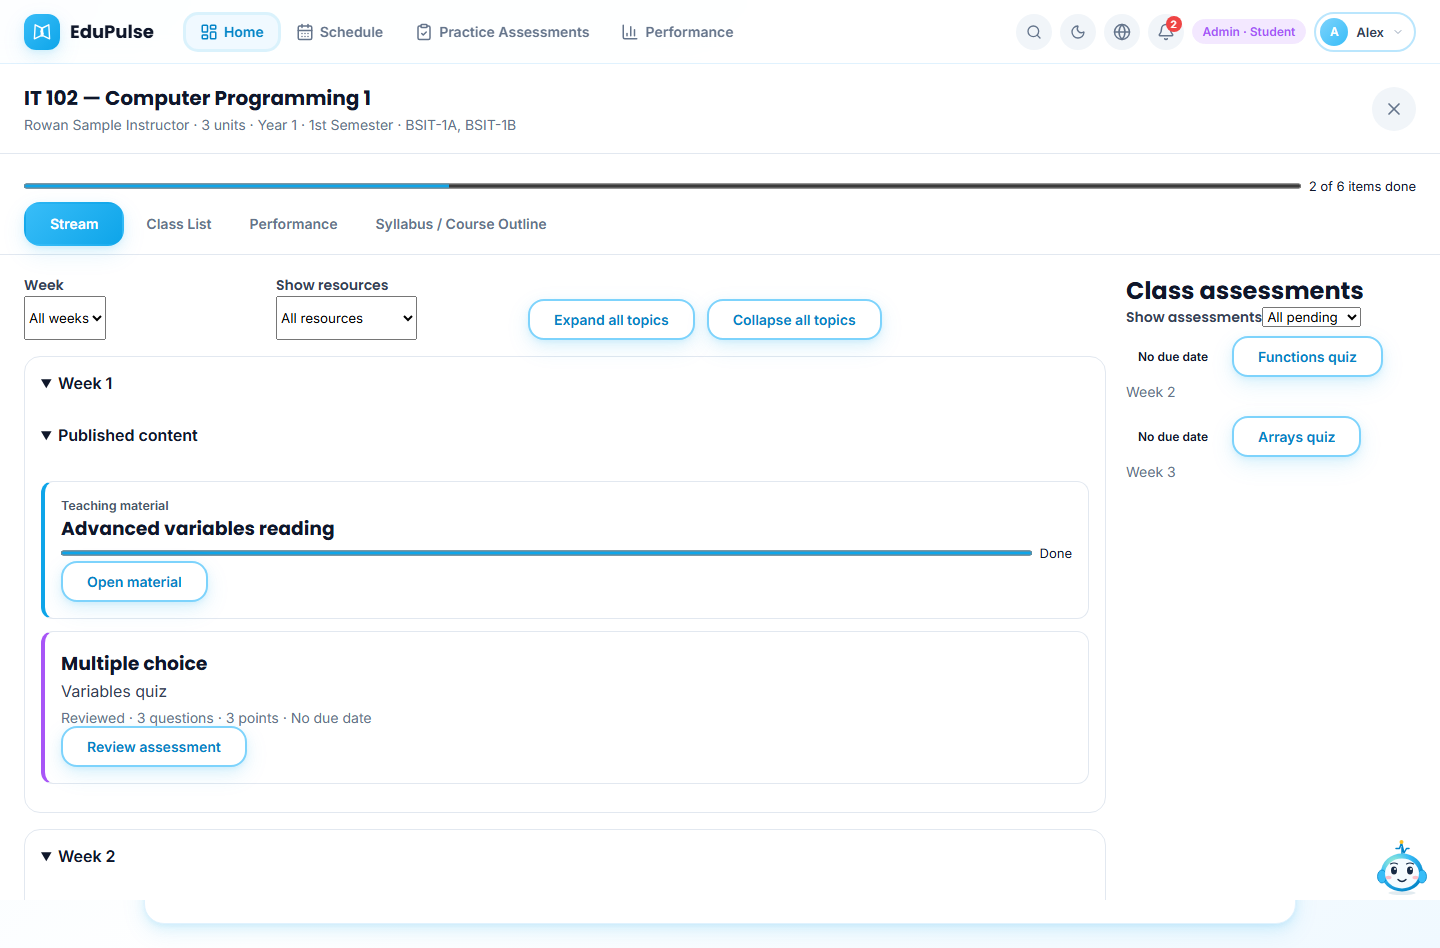 EduPulse
Home
Schedule
Practice Assessments
Performance
2
Admin · Student
A
Alex
IT 102 — Computer Programming 1
Rowan Sample Instructor · 3 units · Year 1 · 1st Semester · BSIT-1A, BSIT-1B
2 of 6 items done
Stream
Class List
Performance
Syllabus / Course Outline
Week
All weeks
Show resources
All resources
Expand all topics
Collapse all topics
Week 1
Published content
Teaching material
Advanced variables reading
Done
Open material
Multiple choice
Variables quiz
Reviewed · 3 questions · 3 points · No due date
Review assessment
Week 2
Class assessments
Show assessments All pending
No due date
Functions quiz
Week 2
No due date
Arrays quiz
Week 3